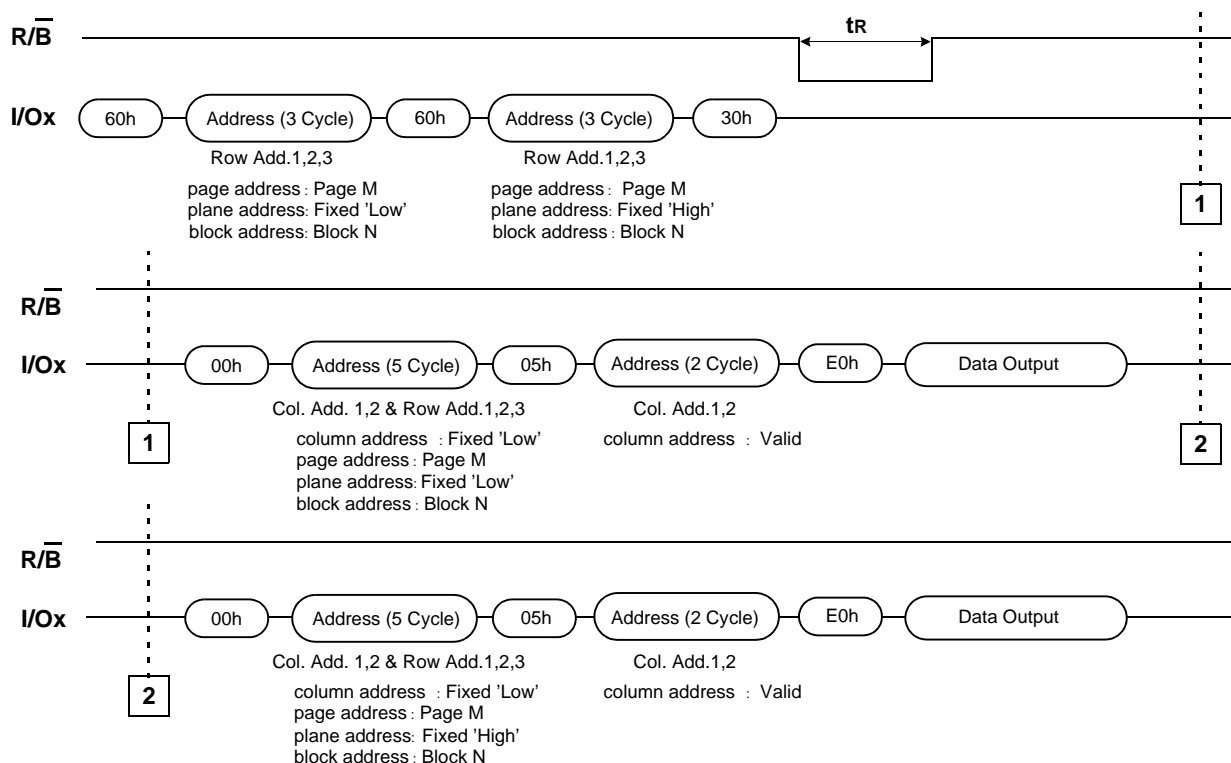 tR
R/B
I/Ox
60h Address (3 Cycle) 60h Address (3 Cycle) 30h
Row Add.1,2,3 Row Add.1,2,3
page address : Page M page address : Page M
plane address: Fixed 'Low' plane address: Fixed 'High'
block address: Block N block address : Block N
1
R/B
I/Ox
00h Address (5 Cycle) 05h Address (2 Cycle) E0h Data Output
Col. Add. 1,2 & Row Add.1,2,3 Col. Add.1,2
column address : Fixed 'Low' column address : Valid
page address : Page M
plane address: Fixed 'Low'
block address : Block N
1 2
R/B
I/Ox
00h Address (5 Cycle) 05h Address (2 Cycle) E0h Data Output
Col. Add. 1,2 & Row Add.1,2,3 Col. Add.1,2
column address : Fixed 'Low' column address : Valid
page address : Page M
plane address: Fixed 'High'
block address : Block N
2